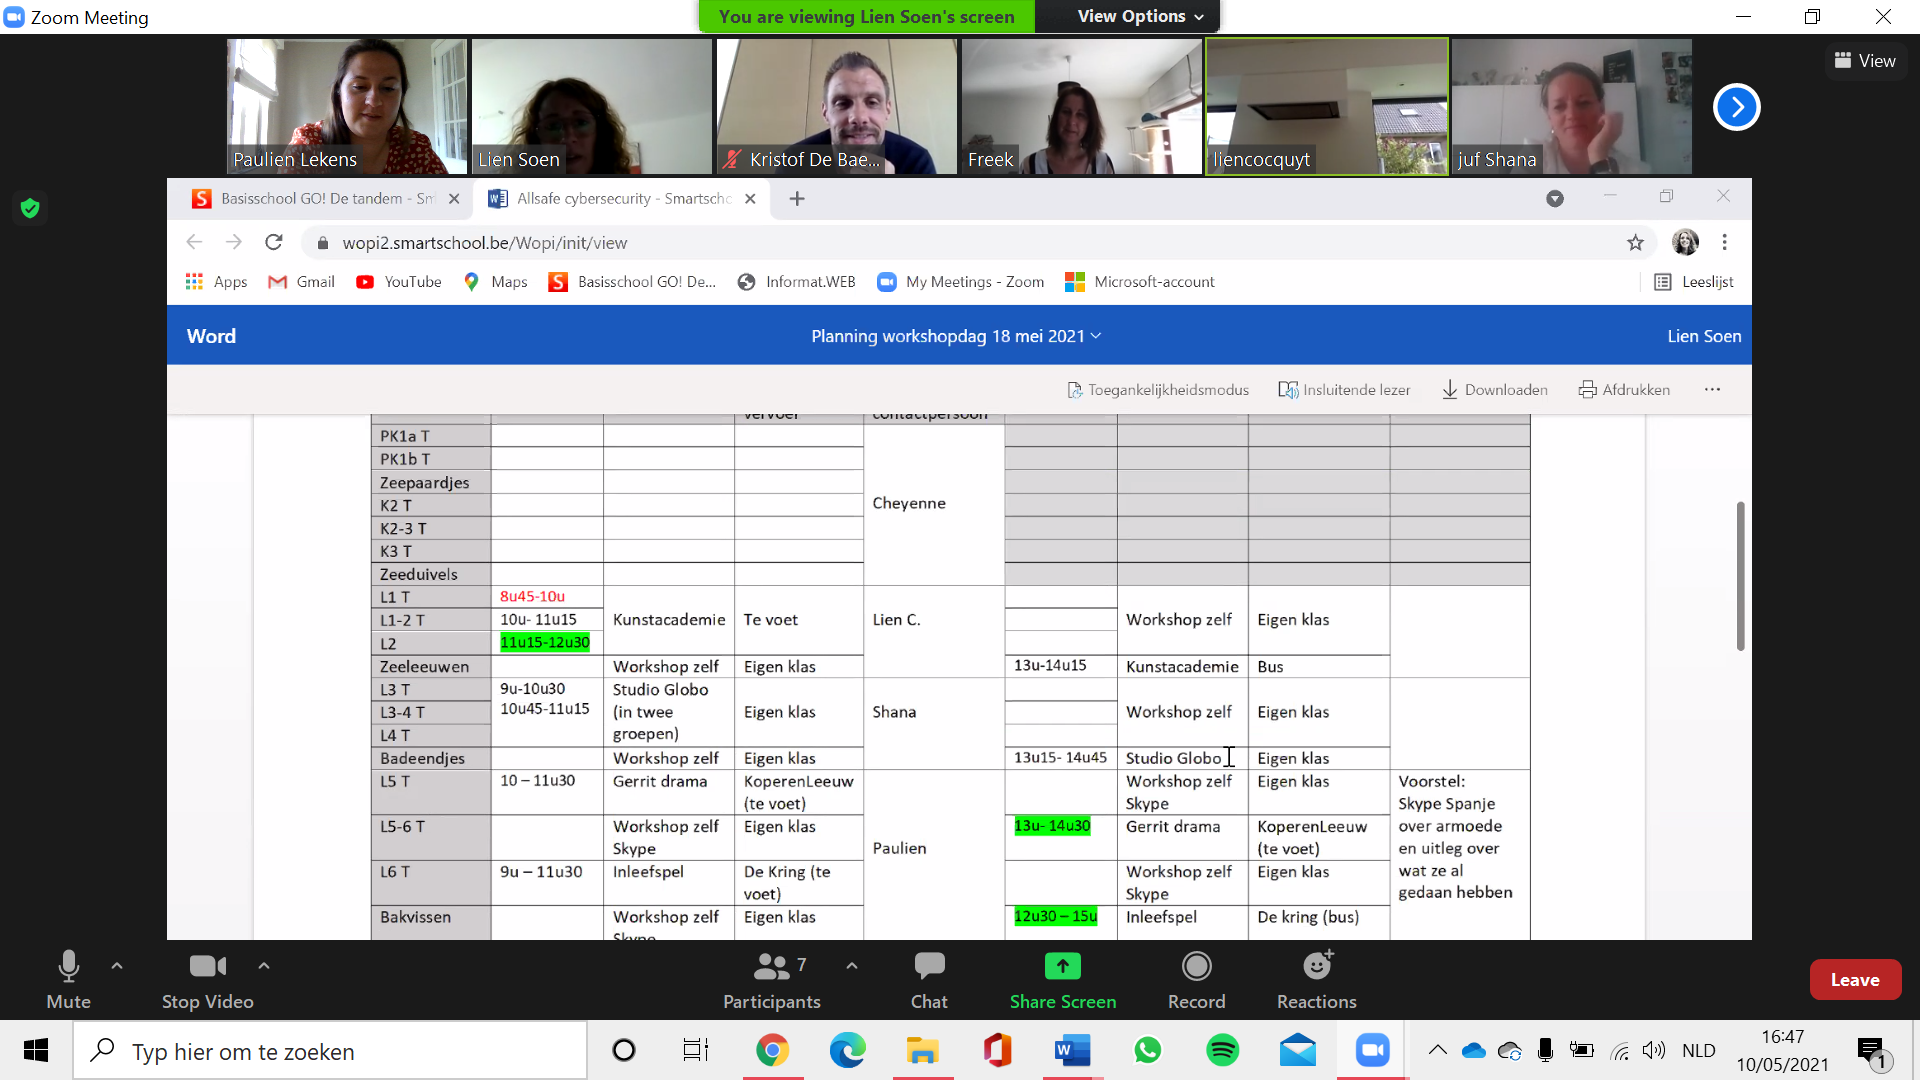 Zoom Meeting
You are viewing Lien Soen's screen
View Options
View
Paulien Lekens
Lien Soen
Kristof De Bae...
Freek
liencocquyt
juf Shana
Basisschool GO! De tandem - Sm
Allsafe cybersecurity - Smartscho
wopi2.smartschool.be/Wopi/init/view
Apps
Gmail
YouTube
Maps
Basisschool GO! De...
Informat.WEB
My Meetings - Zoom
Microsoft-account
Leeslijst
Word
Planning workshopdag 18 mei 2021
Lien Soen
Toegankelijkheidsmodus
Insluitende lezer
Downloaden
Afdrukken
vervoer contactpersoon
PK1a T
PK1b T
Zeepaardjes
K2 T
Cheyenne
K2-3 T
K3 T
Zeeduivels
L1 T 8u45-10u
L1-2 T 10u- 11u15 Kunstacademie Te voet Lien C. Workshop zelf Eigen klas
L2 11u15-12u30
Zeeleeuwen Workshop zelf Eigen klas 13u-14u15 Kunstacademie Bus
L3 T 9u-10u30 Studio Globo
L3-4 T 10u45-11u15 (in twee Eigen klas Shana Workshop zelf Eigen klas
L4 T groepen)
Badeendjes Workshop zelf Eigen klas 13u15- 14u45 Studio Globo Eigen klas
L5 T 10 – 11u30 Gerrit drama KoperenLeeuw Workshop zelf Eigen klas Voorstel:
(te voet) Skype Skype Spanje
L5-6 T Workshop zelf Eigen klas 13u- 14u30 Gerrit drama KoperenLeeuw over armoede
Skype Paulien (te voet) en uitleg over
L6 T 9u – 11u30 Inleefspel De Kring (te Workshop zelf Eigen klas wat ze al
voet) Skype gedaan hebben
Bakvissen Workshop zelf Eigen klas 12u30 – 15u Inleefspel De kring (bus)
Skype
Mute
Stop Video
7
Participants
Chat
Share Screen
Record
Reactions
Leave
Typ hier om te zoeken
NLD
16:47
10/05/2021
1